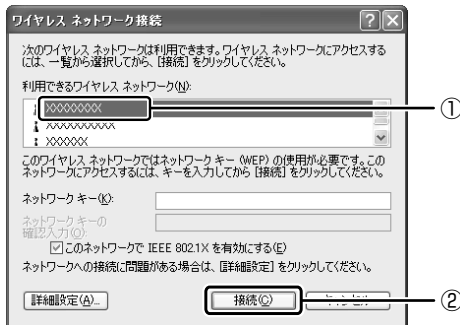 ワイヤレス ネットワーク接続
次のワイヤレス ネットワークは利用できます。ワイヤレス ネットワークにアクセスする
には、一覧から選択してから、[接続] をクリックしてください。
利用できるワイヤレス ネットワーク(N):
XXXXXXXX
①
XXXXXXXXXX
XXXXXX
このワイヤレス ネットワークではネットワーク キー (WEP) の使用が必要です。この
ネットワークにアクセスするには、キーを入力してから [接続] をクリックしてください。
ネットワーク キー(K):
ネットワーク キーの
確認入力(O):
このネットワークで IEEE 802.1X を有効にする(E)
ネットワークへの接続に問題がある場合は、[詳細設定] をクリックしてください。
詳細設定(A)...
接続(C)
キャンセル
②